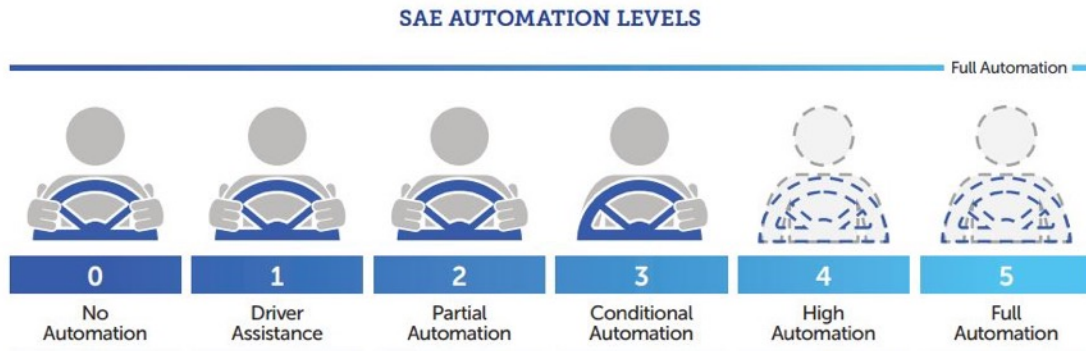 SAE AUTOMATION LEVELS
Full Automation
0
1
2
3
4
5
No
Automation
Driver
Assistance
Partial
Automation
Conditional
Automation
High
Automation
Full
Automation